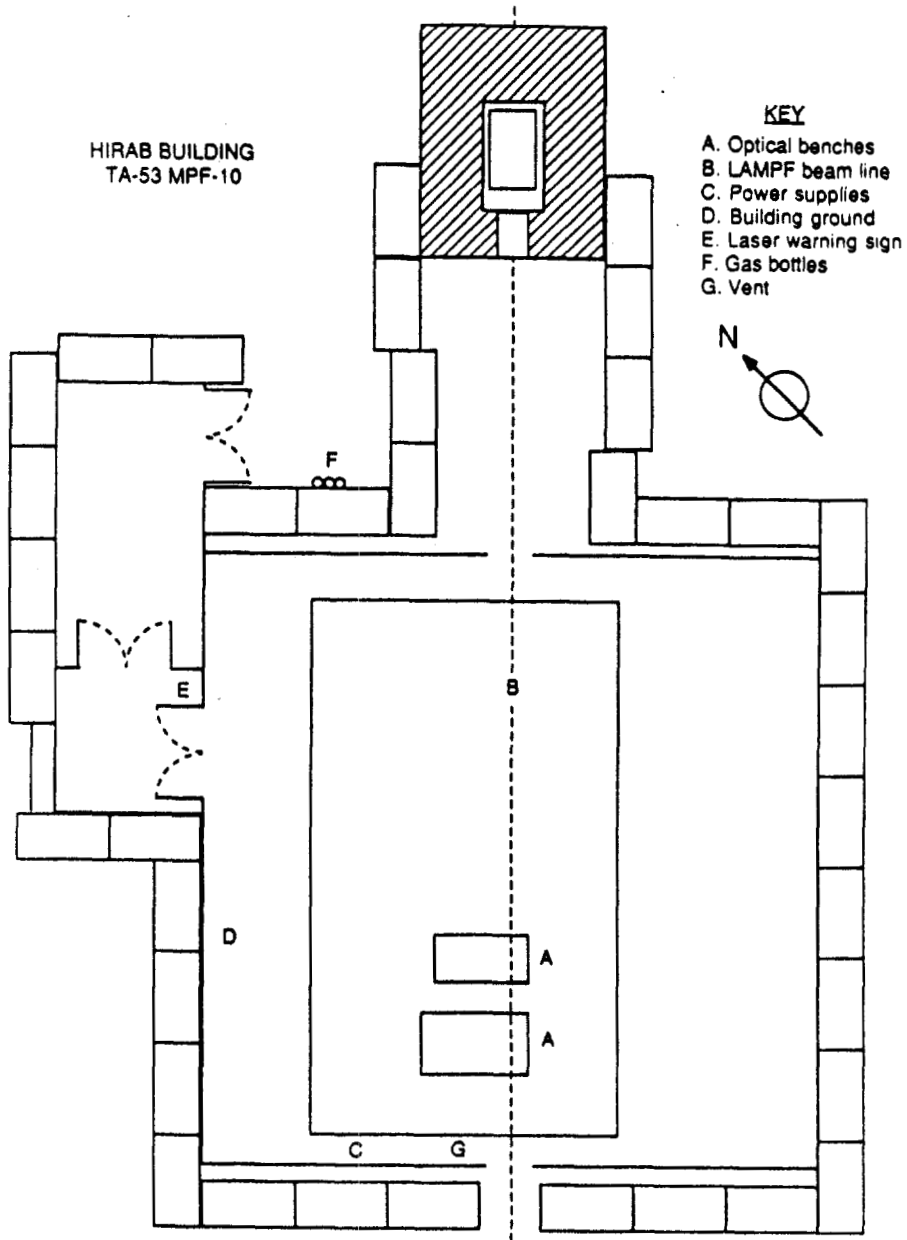 HIRAB BUILDING
TA-53 MPF-10
KEY
A. Optical benches
B. LAMPF beam line
C. Power supplies
D. Building ground
E. Laser warning sign
F. Gas bottles
G. Vent
N
F
E
B
D
A
A
C
G